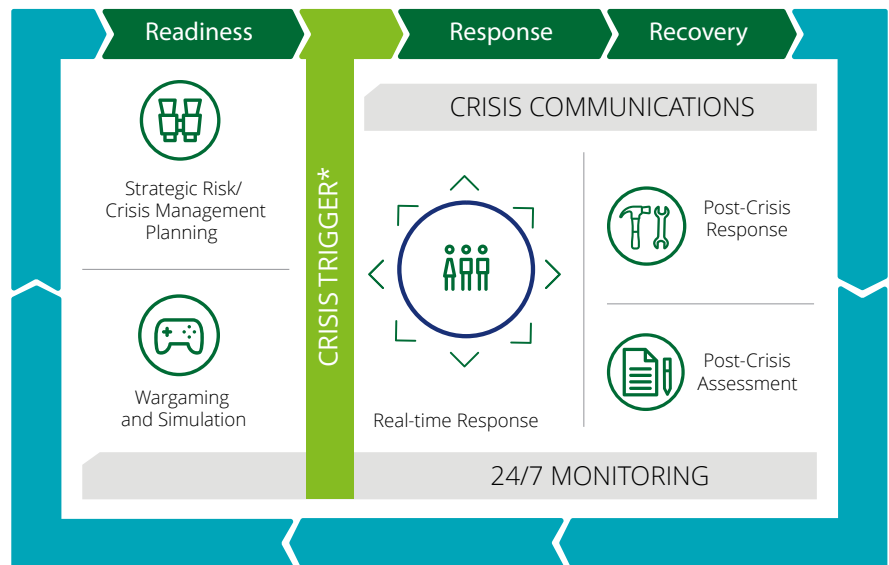 Readiness
Response
Recovery
CRISIS COMMUNICATIONS
Strategic Risk/
Crisis Management
Planning
CRISIS TRIGGER*
Post-Crisis
Response
Wargaming
and Simulation
Real-time Response
Post-Crisis
Assessment
24/7 MONITORING